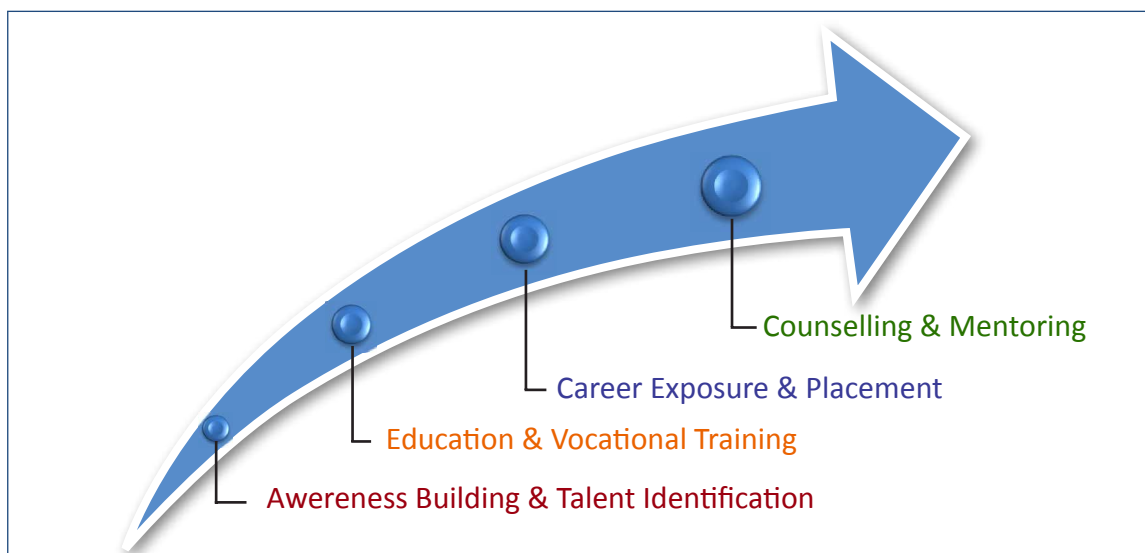 Counselling & Mentoring
Career Exposure & Placement
Education & Vocational Training
Awereness Building & Talent Identification